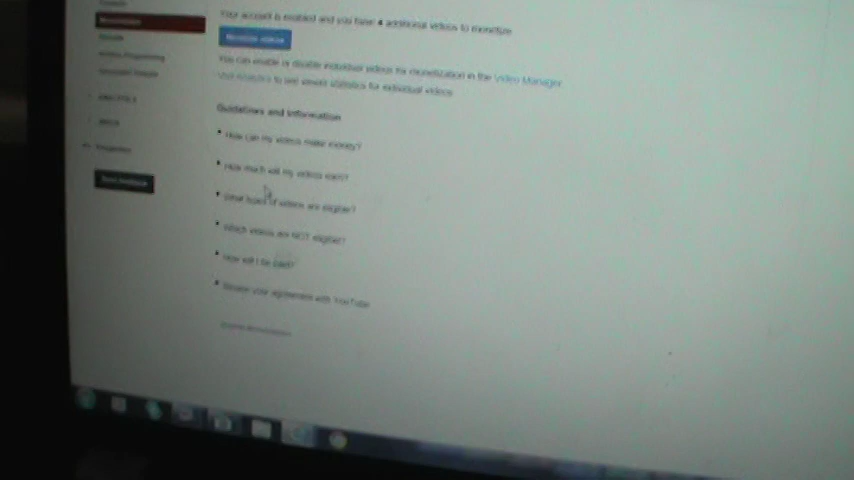 Monetization
Your account is enabled and you have 4 additional videos to monetize
Monetize videos
You can enable or disable individual videos for monetization in the Video Manager
Visit Analytics to see viewer statistics for individual videos
ANALYTICS
Guidelines and Information
How can my videos make money?
How much will my videos earn?
What types of videos are eligible?
Which videos are NOT eligible?
How will I be paid?
Review your agreement with YouTube